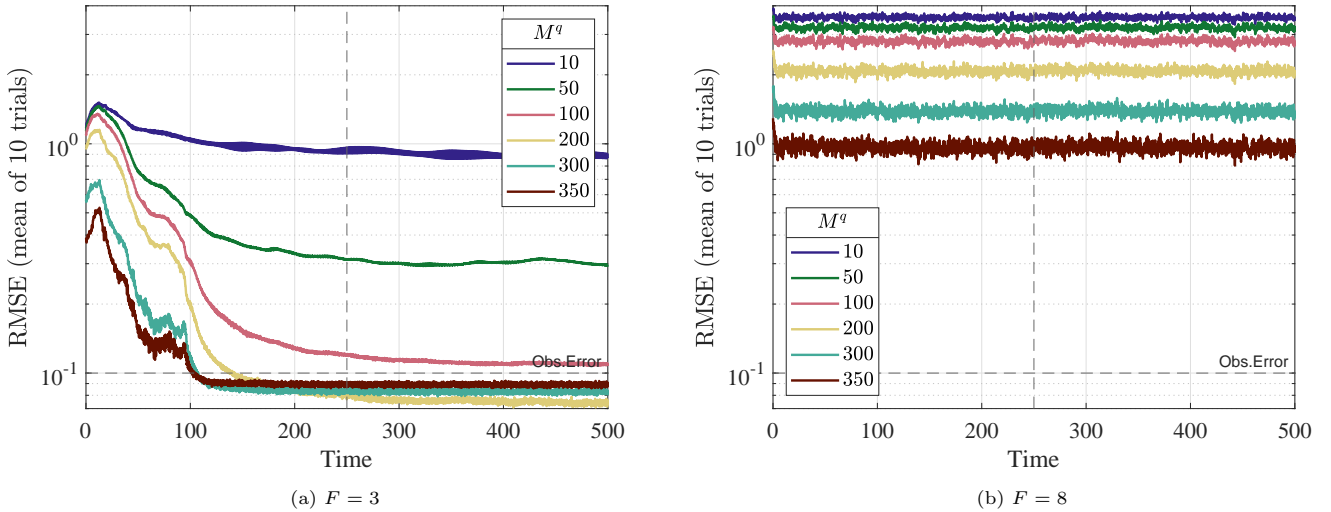 RMSE (mean of 10 trials)
10^0
10^{-1}
M^q
10
50
100
200
300
350
Obs.Error
0 100 200 300 400 500
Time
(a) F = 3
RMSE (mean of 10 trials)
10^0
10^{-1}
M^q
10
50
100
200
300
350
Obs.Error
0 100 200 300 400 500
Time
(b) F = 8